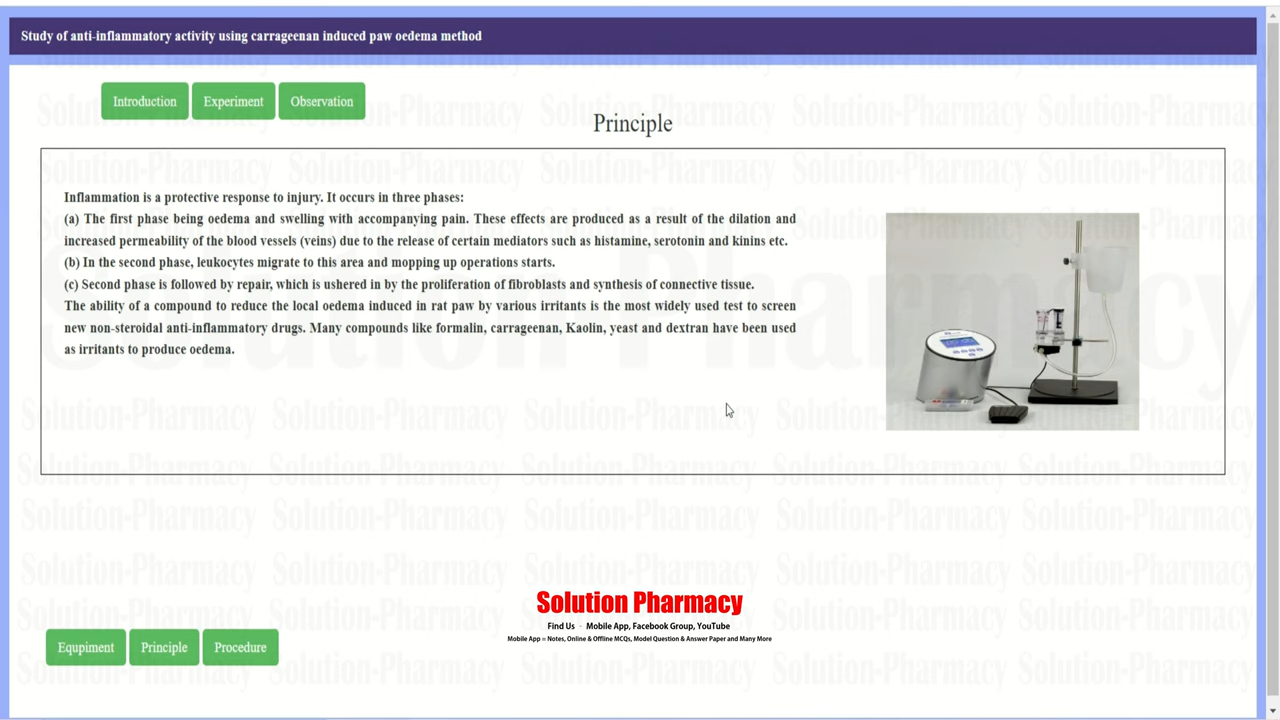 Study of anti-inflammatory activity using carrageenan induced paw oedema method
Introduction
Experiment
Observation
Principle
Inflammation is a protective response to injury. It occurs in three phases:
(a) The first phase being oedema and swelling with accompanying pain. These effects are produced as a result of the dilation and
increased permeability of the blood vessels (veins) due to the release of certain mediators such as histamine, serotonin and kinins etc.
(b) In the second phase, leukocytes migrate to this area and mopping up operations starts.
(c) Second phase is followed by repair, which is ushered in by the proliferation of fibroblasts and synthesis of connective tissue.
The ability of a compound to reduce the local oedema induced in rat paw by various irritants is the most widely used test to screen
new non-steroidal anti-inflammatory drugs. Many compounds like formalin, carrageenan, Kaolin, yeast and dextran have been used
as irritants to produce oedema.
Solution Pharmacy
Find Us - Mobile App, Facebook Group, YouTube
Mobile App = Notes, Online & Offline MCQs, Model Question & Answer Paper and Many More
Equpiment
Principle
Procedure